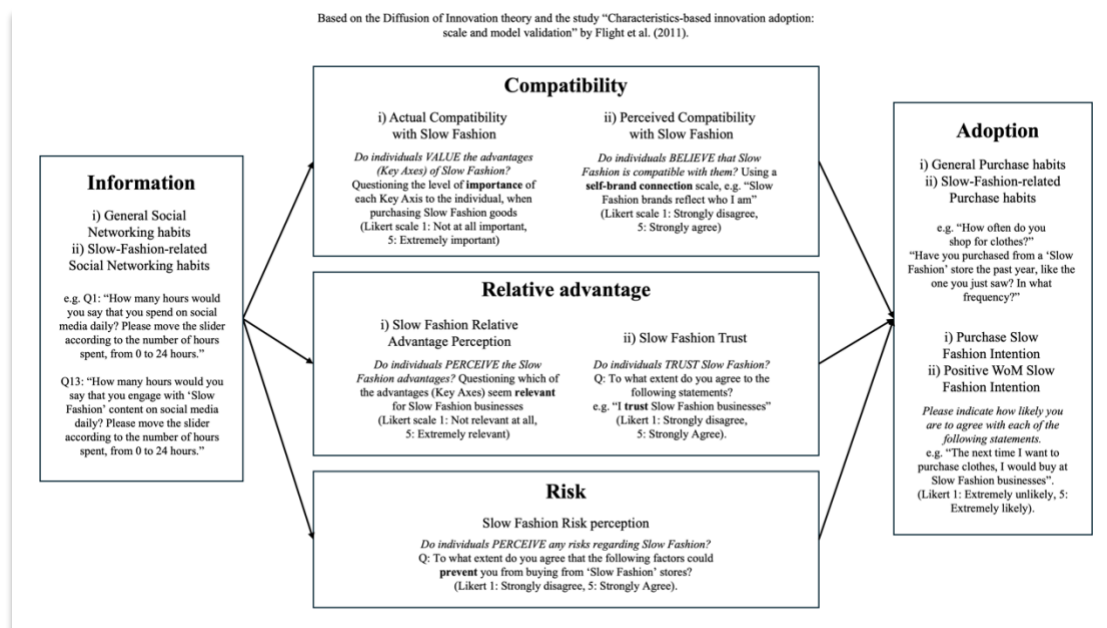 Based on the Diffusion of Innovation theory and the study “Characteristics-based innovation adoption:
scale and model validation” by Flight et al. (2011).
Information
i) General Social
Networking habits
ii) Slow-Fashion-related
Social Networking habits
e.g. Q1: “How many hours would
you say that you spend on social
media daily? Please move the slider
according to the number of hours
spent, from 0 to 24 hours.”
Q13: “How many hours would you
say that you engage with ‘Slow
Fashion’ content on social media
daily? Please move the slider
according to the number of hours
spent, from 0 to 24 hours.”
Compatibility
i) Actual Compatibility
with Slow Fashion
Do individuals VALUE the advantages
(Key Axes) of Slow Fashion?
Questioning the level of importance of
each Key Axis to the individual, when
purchasing Slow Fashion goods
(Likert scale 1: Not at all important,
5: Extremely important)
ii) Perceived Compatibility
with Slow Fashion
Do individuals BELIEVE that Slow
Fashion is compatible with them? Using a
self-brand connection scale, e.g. “Slow
Fashion brands reflect who I am”
(Likert scale 1: Strongly disagree,
5: Strongly agree)
Relative advantage
i) Slow Fashion Relative
Advantage Perception
Do individuals PERCEIVE the Slow
Fashion advantages? Questioning which of
the advantages (Key Axes) seem relevant
for Slow Fashion businesses
(Likert scale 1: Not relevant at all,
5: Extremely relevant)
ii) Slow Fashion Trust
Do individuals TRUST Slow Fashion?
Q: To what extent do you agree to the
following statements?
e.g. “I trust Slow Fashion businesses”
(Likert 1: Strongly disagree,
5: Strongly Agree).
Risk
Slow Fashion Risk perception
Do individuals PERCEIVE any risks regarding Slow Fashion?
Q: To what extent do you agree that the following factors could
prevent you from buying from ‘Slow Fashion’ stores?
(Likert 1: Strongly disagree, 5: Strongly Agree).
Adoption
i) General Purchase habits
ii) Slow-Fashion-related
Purchase habits
e.g. “How often do you
shop for clothes?”
“Have you purchased from a ‘Slow
Fashion’ store the past year, like the
one you just saw? In what
frequency?”
i) Purchase Slow
Fashion Intention
ii) Positive WoM Slow
Fashion Intention
Please indicate how likely you
are to agree with each of the
following statements.
e.g. “The next time I want to
purchase clothes, I would buy at
Slow Fashion businesses”.
(Likert 1: Extremely unlikely, 5:
Extremely likely).